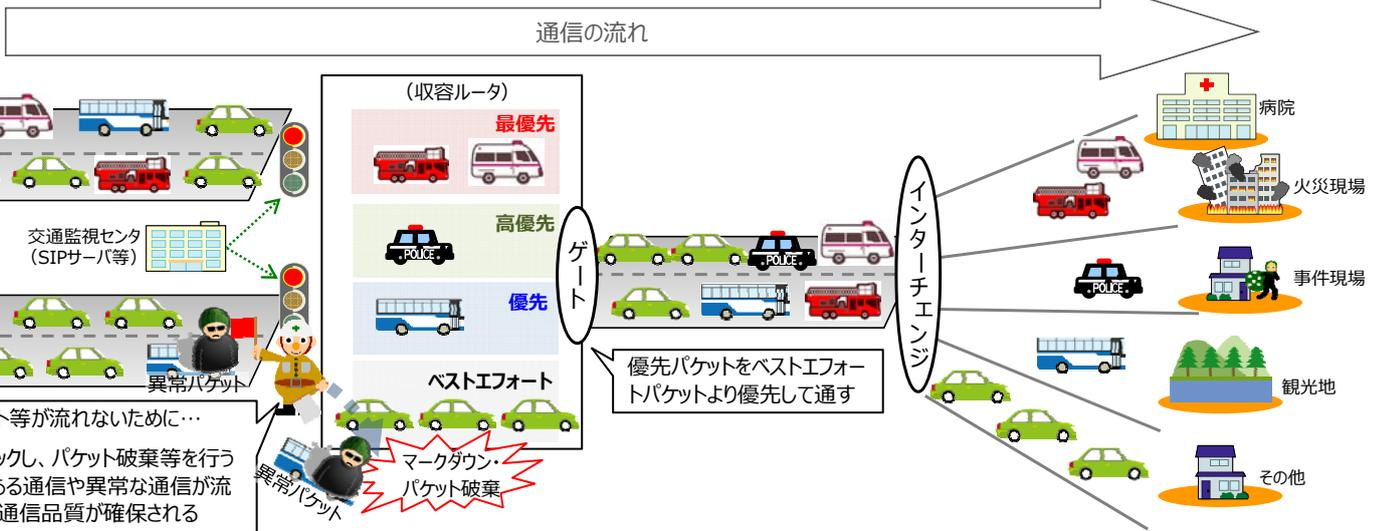 通信の流れ
(収容ルータ)
最優先
高優先
優先
ベストエフォート
ゲート
インターチェンジ
交通監視センタ
(SIPサーバ等)
POLICE
POLICE
POLICE
異常パケット
異常パケット
マークダウン・
パケット破棄
優先パケットをベストエフォー
トパケットより優先して通す
病院
火災現場
事件現場
観光地
その他
ト等が流れないために…
ックし、パケット破棄等を行う
ある通信や異常な通信が流
通信品質が確保される